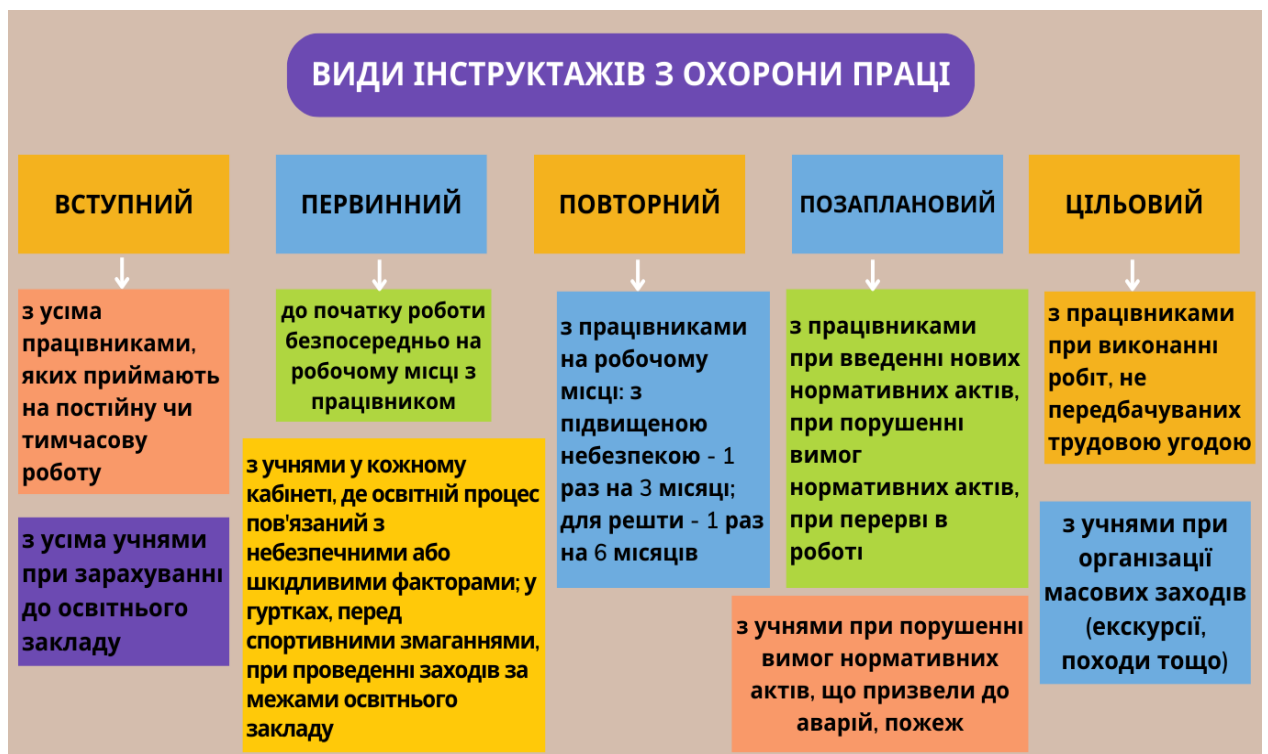 ВИДИ ІНСТРУКТАЖІВ З ОХОРОНИ ПРАЦІ
ВСТУПНИЙ
з усіма
працівниками,
яких приймають
на постійну чи
тимчасову
роботу
з усіма учнями
при зарахуванні
до освітнього
закладу
ПЕРВИННИЙ
до початку роботи
безпосередньо на
робочому місці з
працівником
з учнями у кожному
кабінеті, де освітній процес
пов'язаний з
небезпечними або
шкідливими факторами; у
гуртках, перед
спортивними змаганнями,
при проведенні заходів за
межами освітнього
закладу
ПОВТОРНИЙ
з працівниками
на робочому
місці: з
підвищеною
небезпекою - 1
раз на 3 місяці;
для решти - 1 раз
на 6 місяців
ПОЗАПЛАНОВИЙ
з працівниками
при введенні нових
нормативних актів,
при порушенні
вимог
нормативних актів,
при перерві в
роботі
з учнями при порушенні
вимог нормативних
актів, що призвели до
аварій, пожеж
ЦІЛЬОВИЙ
з працівниками
при виконанні
робіт, не
передбачуваних
трудовою угодою
з учнями при
організації
масових заходів
(екскурсії,
походи тощо)